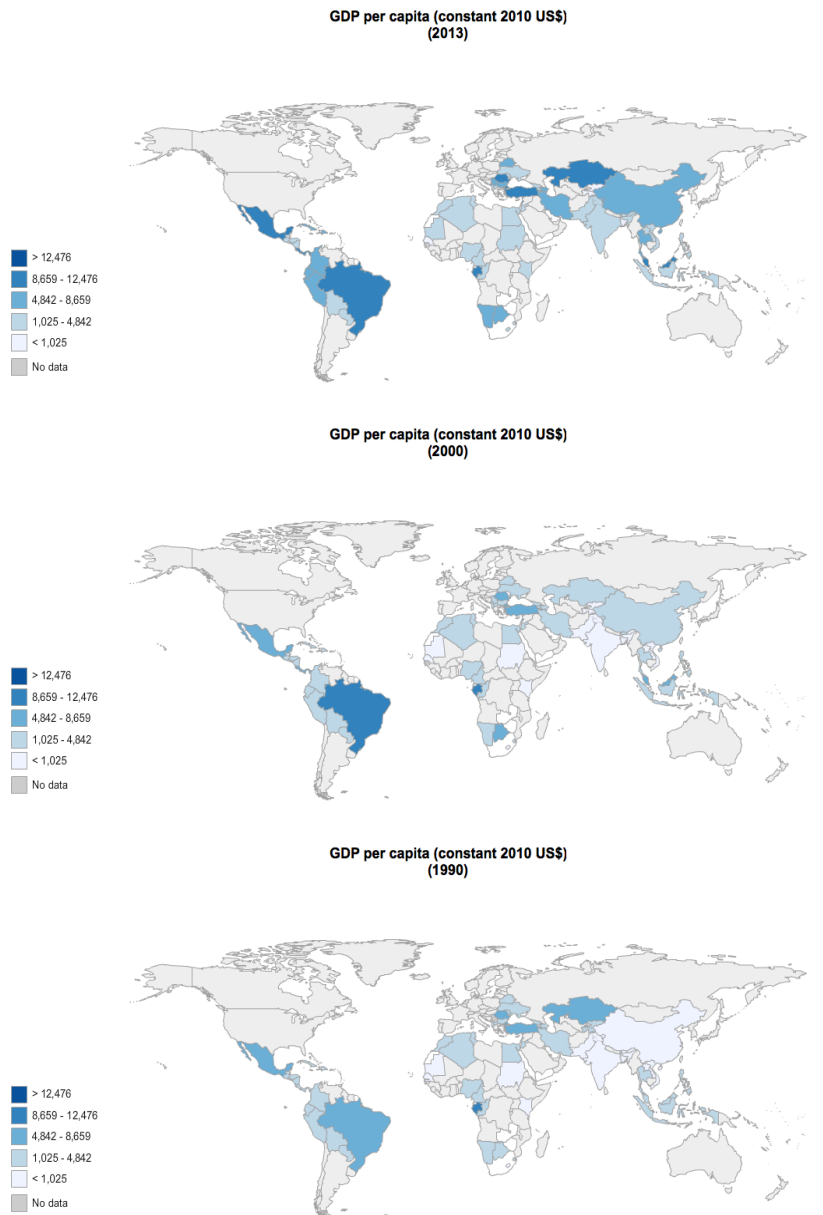 GDP per capita (constant 2010 US$)
(2013)
> 12,476
8,659 - 12,476
4,842 - 8,659
1,025 - 4,842
< 1,025
No data
GDP per capita (constant 2010 US$)
(2000)
> 12,476
8,659 - 12,476
4,842 - 8,659
1,025 - 4,842
< 1,025
No data
GDP per capita (constant 2010 US$)
(1990)
> 12,476
8,659 - 12,476
4,842 - 8,659
1,025 - 4,842
< 1,025
No data